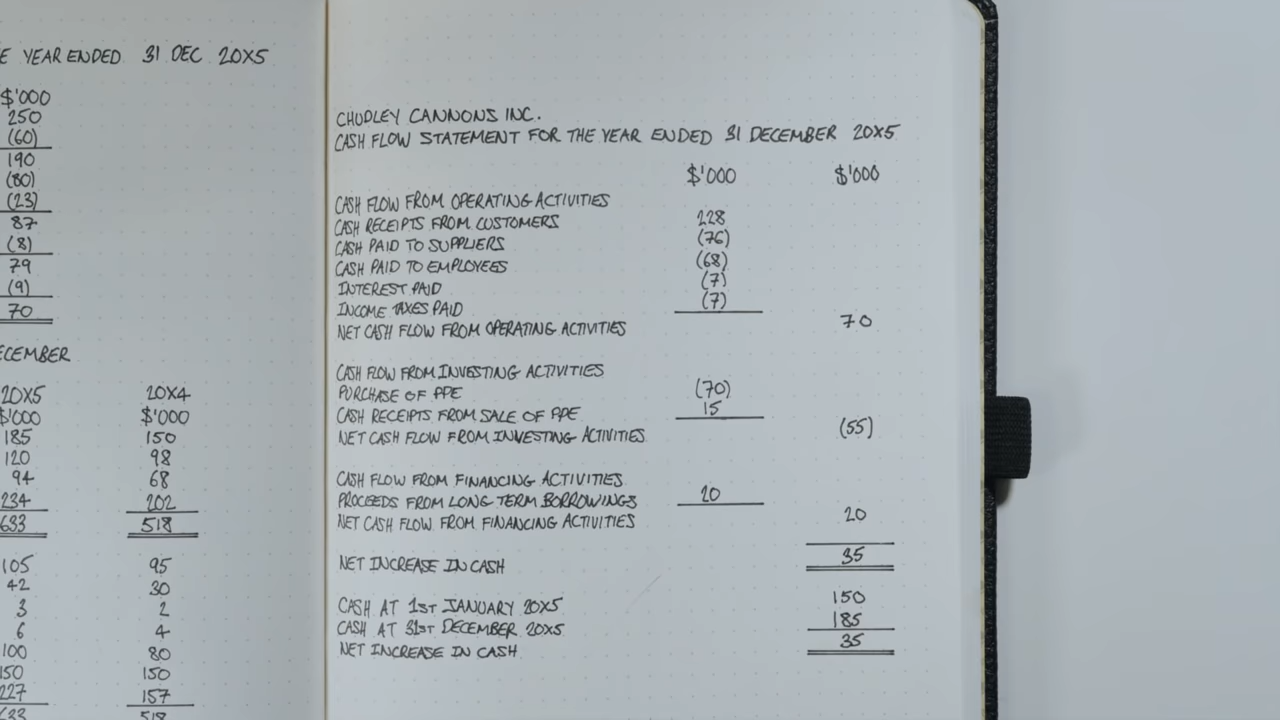 E YEAR ENDED 31 DEC 20X5
$'000
250
(60)
190
(80)
(23)
87
(8)
79
(9)
70
ECEMBER
20X5 20X4
$'000 $'000
185 150
120 98
94 68
234 202
633 518
105 95
42 30
3 2
6 4
100 80
150 150
227 157
633 518
CHUDLEY CANNONS INC.
CASH FLOW STATEMENT FOR THE YEAR ENDED 31 DECEMBER 20X5
$'000 $'000
CASH FLOW FROM OPERATING ACTIVITIES
CASH RECEIPTS FROM CUSTOMERS 228
CASH PAID TO SUPPLIERS (76)
CASH PAID TO EMPLOYEES (68)
INTEREST PAID (7)
INCOME TAXES PAID (7)
NET CASH FLOW FROM OPERATING ACTIVITIES 70
CASH FLOW FROM INVESTING ACTIVITIES
PURCHASE OF PPE (70)
CASH RECEIPTS FROM SALE OF PPE 15
NET CASH FLOW FROM INVESTING ACTIVITIES (55)
CASH FLOW FROM FINANCING ACTIVITIES
PROCEEDS FROM LONG TERM BORROWINGS 20
NET CASH FLOW FROM FINANCING ACTIVITIES 20
NET INCREASE IN CASH 35
CASH AT 1ST JANUARY 20X5 150
CASH AT 31ST DECEMBER 20X5 185
NET INCREASE IN CASH 35